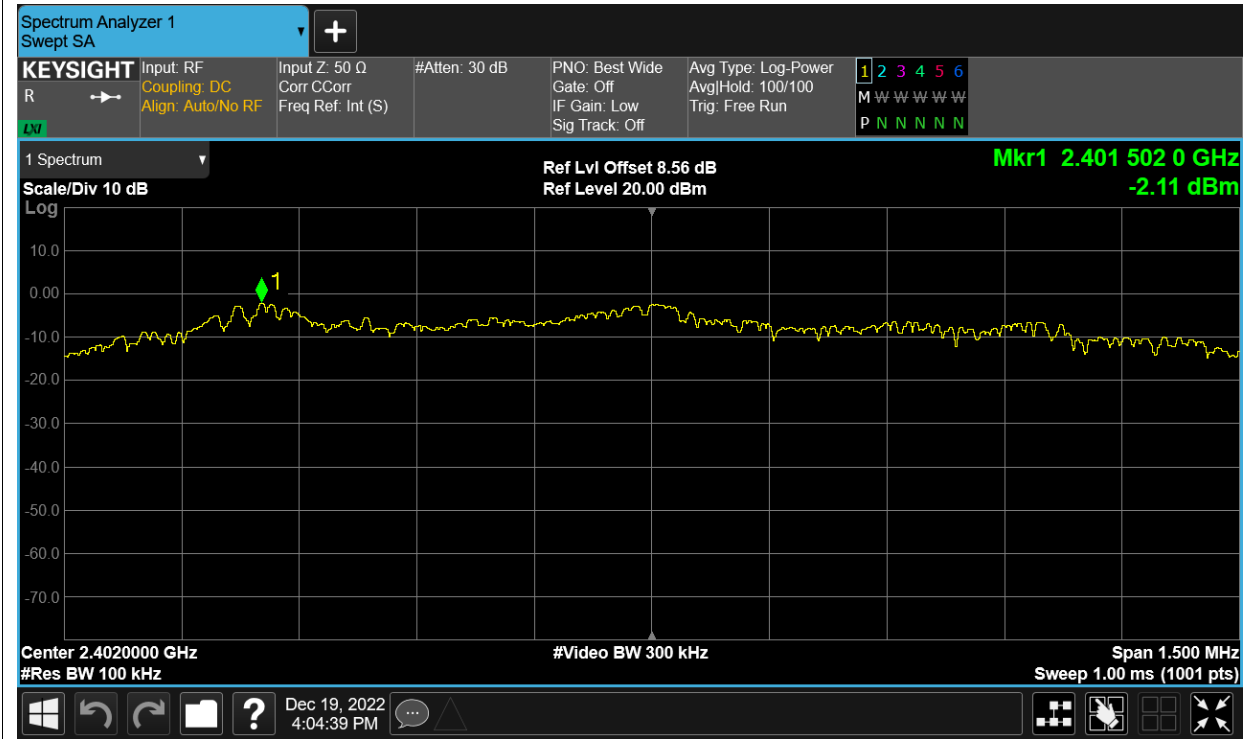 Spectrum Analyzer 1
Swept SA
KEYSIGHT
R
LXI
Input: RF
Coupling: DC
Align: Auto/No RF
Input Z: 50 Ω
Corr CCorr
Freq Ref: Int (S)
#Atten: 30 dB
PNO: Best Wide
Gate: Off
IF Gain: Low
Sig Track: Off
Avg Type: Log-Power
Avg|Hold: 100/100
Trig: Free Run
1 2 3 4 5 6
M W W W W W
P N N N N N
1 Spectrum
Scale/Div 10 dB
Log
Ref Lvl Offset 8.56 dB
Ref Level 20.00 dBm
Mkr1 2.401 502 0 GHz
-2.11 dBm
10.0
1
0.00
-10.0
-20.0
-30.0
-40.0
-50.0
-60.0
-70.0
Center 2.4020000 GHz
#Res BW 100 kHz
#Video BW 300 kHz
Span 1.500 MHz
Sweep 1.00 ms (1001 pts)
?
Dec 19, 2022
4:04:39 PM